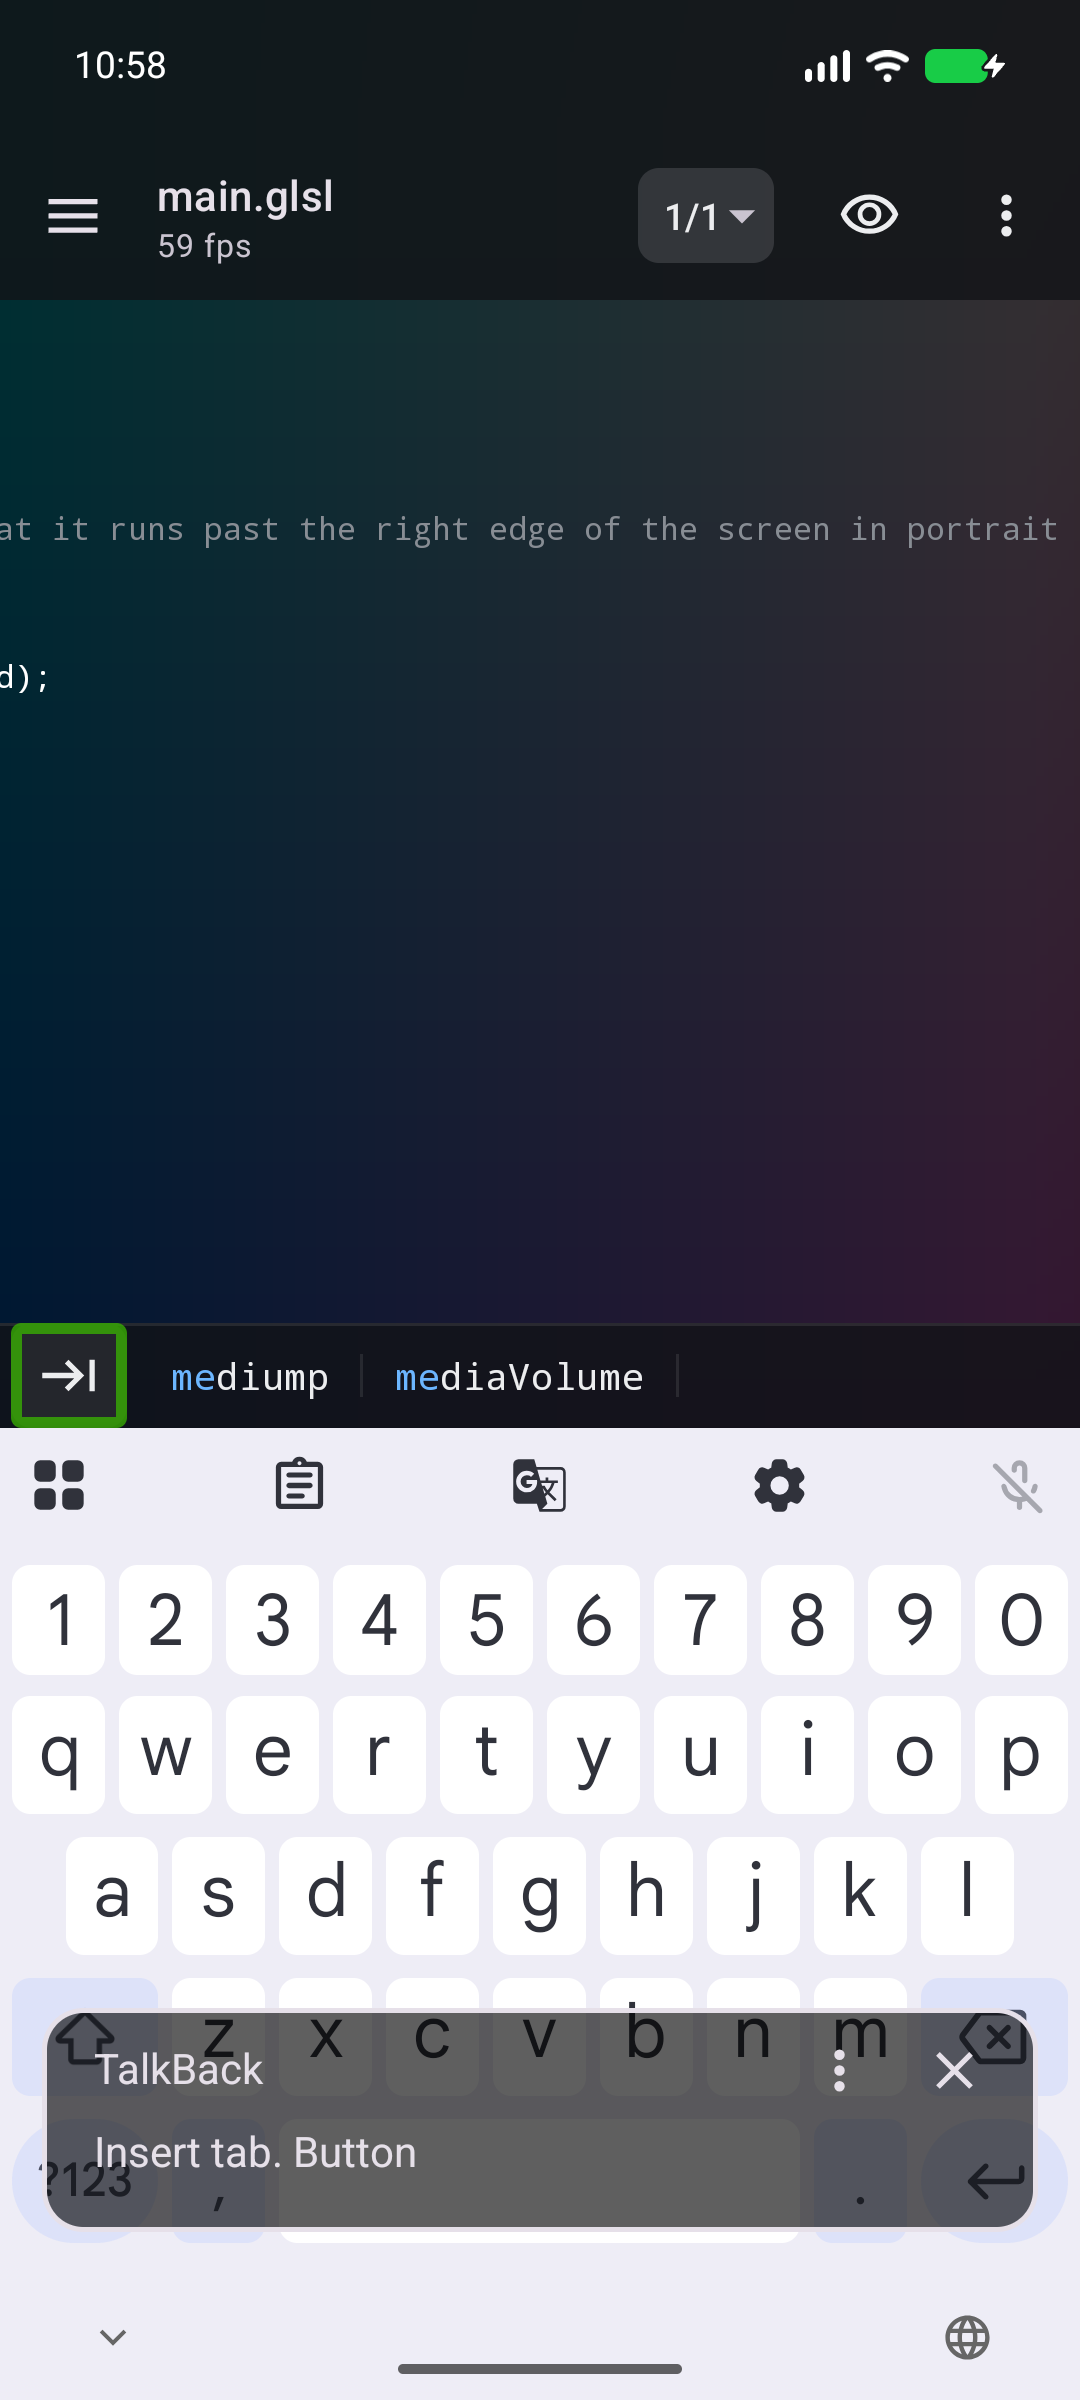 10:58
main.glsl
59 fps
1/1
at it runs past the right edge of the screen in portrait
d);
mediump
mediaVolume
1 2 3 4 5 6 7 8 9 0
q w e r t y u i o p
a s d f g h j k l
z x c v b n m
TalkBack
Insert tab. Button
?123 , .